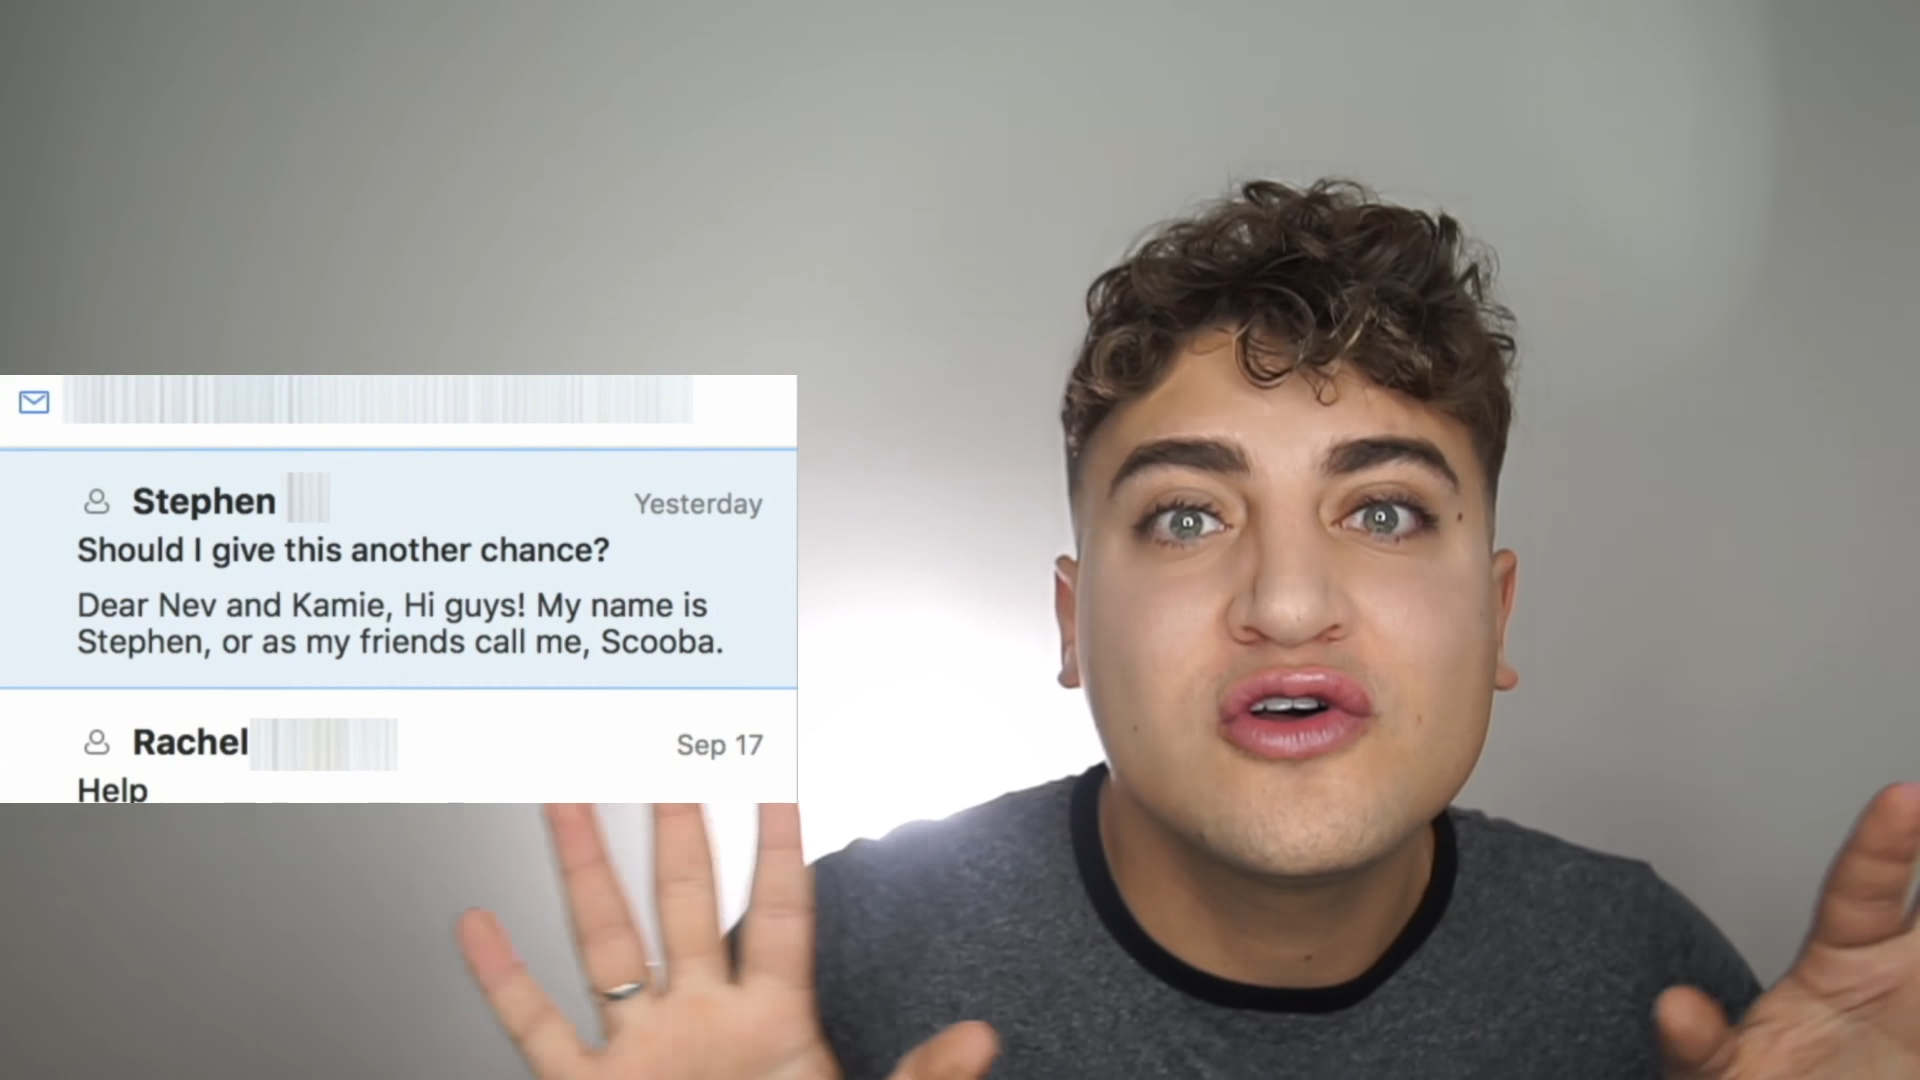 Stephen
Yesterday
Should I give this another chance?
Dear Nev and Kamie, Hi guys! My name is
Stephen, or as my friends call me, Scooba.
Rachel
Sep 17
Help